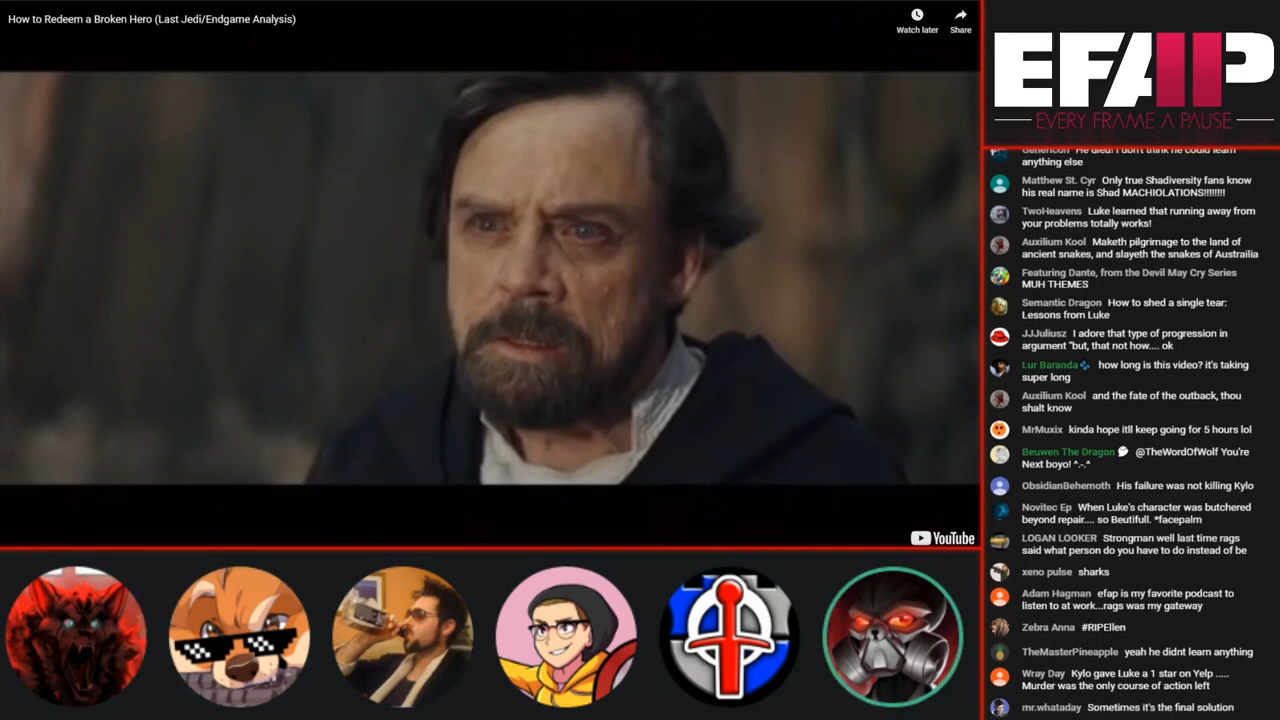 How to Redeem a Broken Hero (Last Jedi/Endgame Analysis)
Watch later
Share
YouTube
EFAP
EVERY FRAME A PAUSE
Genericon He died! I don't think he could learn
anything else
Matthew St. Cyr Only true Shadiversity fans know
his real name is Shad MACHIOLATIONS!!!!!!!!
TwoHeavens Luke learned that running away from
your problems totally works!
Auxilium Kool Maketh pilgrimage to the land of
ancient snakes, and slayeth the snakes of Austrailia
Featuring Dante, from the Devil May Cry Series
MUH THEMES
Semantic Dragon How to shed a single tear:
Lessons from Luke
JJJuliusz I adore that type of progression in
argument "but, that not how.... ok
Lur Baranda how long is this video? it's taking
super long
Auxilium Kool and the fate of the outback, thou
shalt know
MrMuxix kinda hope itll keep going for 5 hours lol
Beuwen The Dragon @TheWordOfWolf You're
Next boyo! ^.-.^
ObsidianBehemoth His failure was not killing Kylo
Novitec Ep When Luke's character was butchered
beyond repair.... so Beutifull. *facepalm
LOGAN LOOKER Strongman well last time rags
said what person do you have to do instead of be
xeno pulse sharks
Adam Hagman efap is my favorite podcast to
listen to at work...rags was my gateway
Zebra Anna #RIPEllen
TheMasterPineapple yeah he didnt learn anything
Wray Day Kylo gave Luke a 1 star on Yelp .....
Murder was the only course of action left
mr.whataday Sometimes it's the final solution